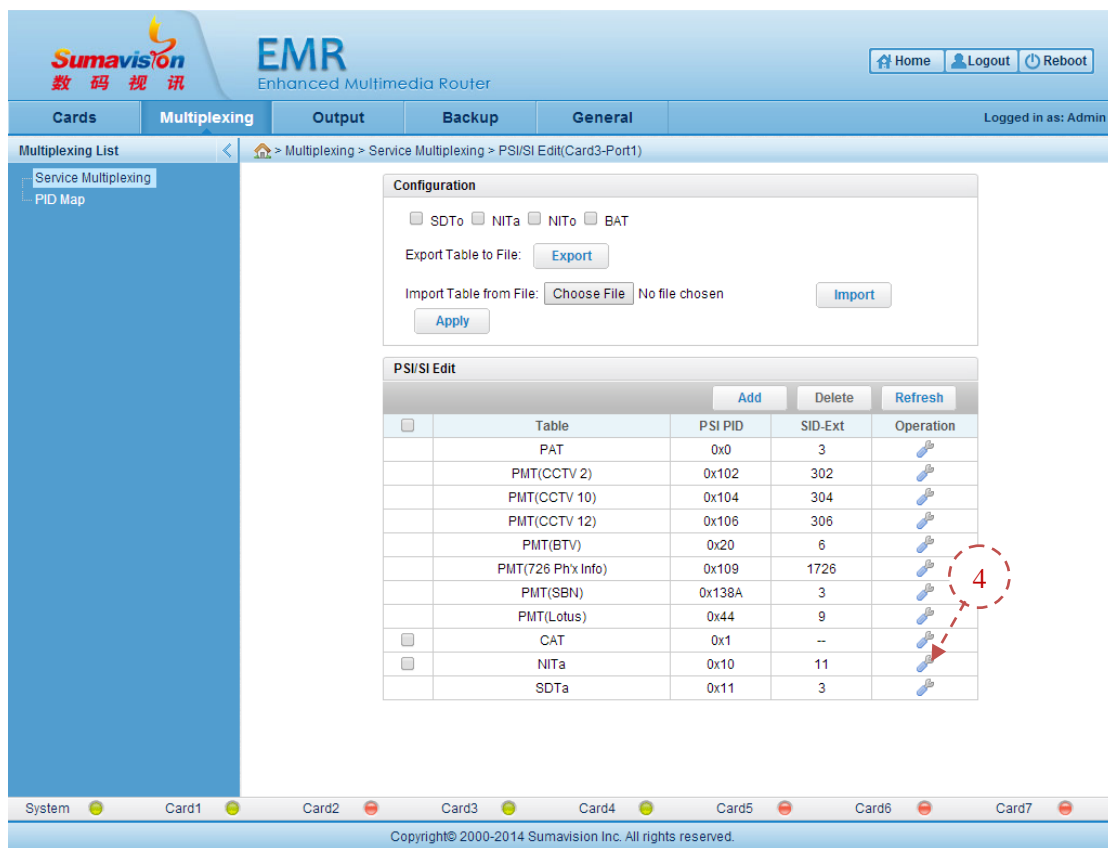 Sumavision
数码视讯
EMR
Enhanced Multimedia Router
Home Logout Reboot
Cards Multiplexing Output Backup General Logged in as: Admin
Multiplexing List > Multiplexing > Service Multiplexing > PSI/SI Edit(Card3-Port1)
Service Multiplexing
PID Map
Configuration
SDTo NITa NITo BAT
Export Table to File: Export
Import Table from File: Choose File No file chosen Import
Apply
PSI/SI Edit
Add Delete Refresh
Table PSI PID SID-Ext Operation
PAT 0x0 3
PMT(CCTV 2) 0x102 302
PMT(CCTV 10) 0x104 304
PMT(CCTV 12) 0x106 306
PMT(BTV) 0x20 6
PMT(726 Ph'x Info) 0x109 1726
PMT(SBN) 0x138A 3
PMT(Lotus) 0x44 9
CAT 0x1 --
NITa 0x10 11
SDTa 0x11 3
4
System Card1 Card2 Card3 Card4 Card5 Card6 Card7
Copyright© 2000-2014 Sumavision Inc. All rights reserved.